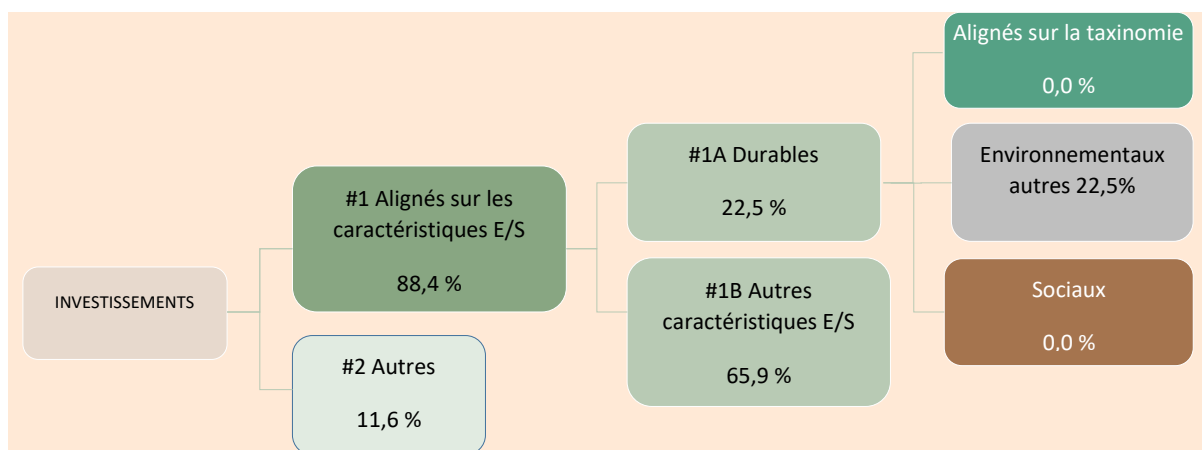 INVESTISSEMENTS
#1 Alignés sur les
caractéristiques E/S
88,4 %
#2 Autres
11,6 %
#1A Durables
22,5 %
#1B Autres
caractéristiques E/S
65,9 %
Alignés sur la taxinomie
0,0 %
Environnementaux
autres 22,5%
Sociaux
0,0 %